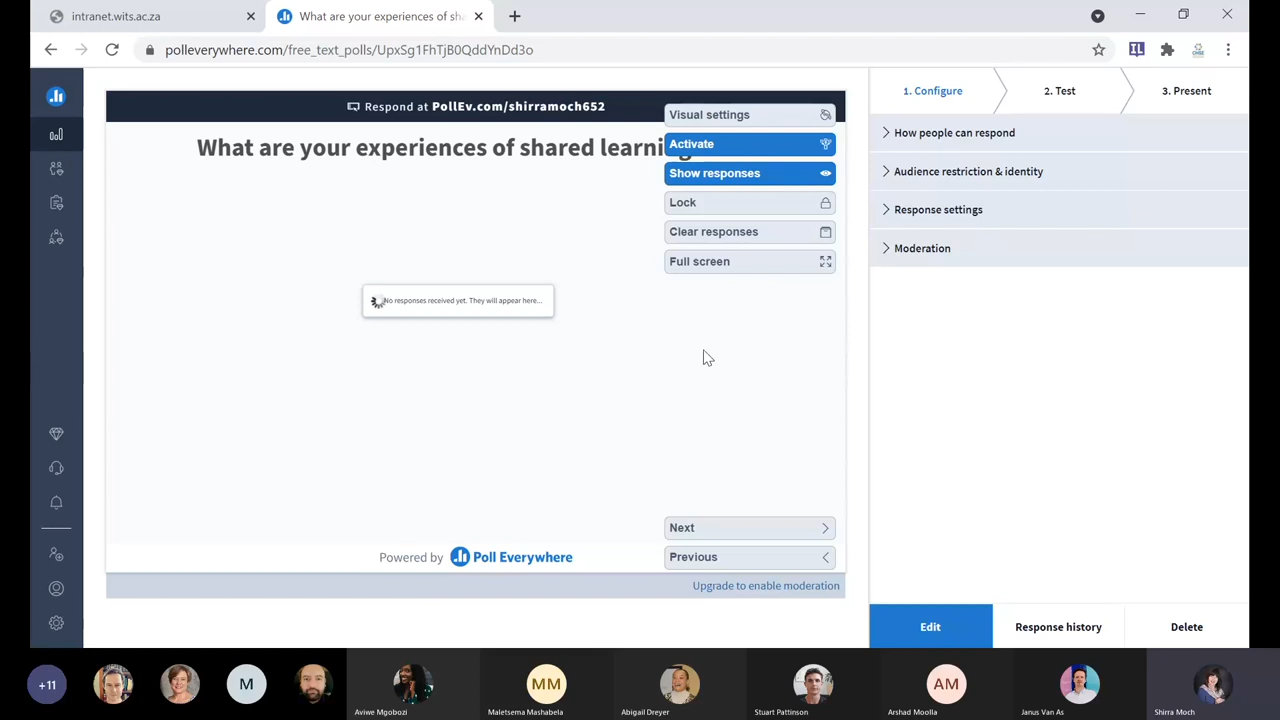 intranet.wits.ac.za
What are your experiences of sha
polleverywhere.com/free_text_polls/UpxSg1FhTjB0QddYnDd3o
Respond at PollEv.com/shirramoch652
What are your experiences of shared learning
Visual settings
Activate
Show responses
Lock
Clear responses
Full screen
No responses received yet. They will appear here...
Next
Previous
Powered by Poll Everywhere
Upgrade to enable moderation
1. Configure
2. Test
3. Present
How people can respond
Audience restriction & identity
Response settings
Moderation
Edit
Response history
Delete
+11
M
MM
AM
Aviwe Mgobozi
Maletsema Mashabela
Abigail Dreyer
Stuart Pattinson
Arshad Moolla
Janus Van As
Shirra Moch